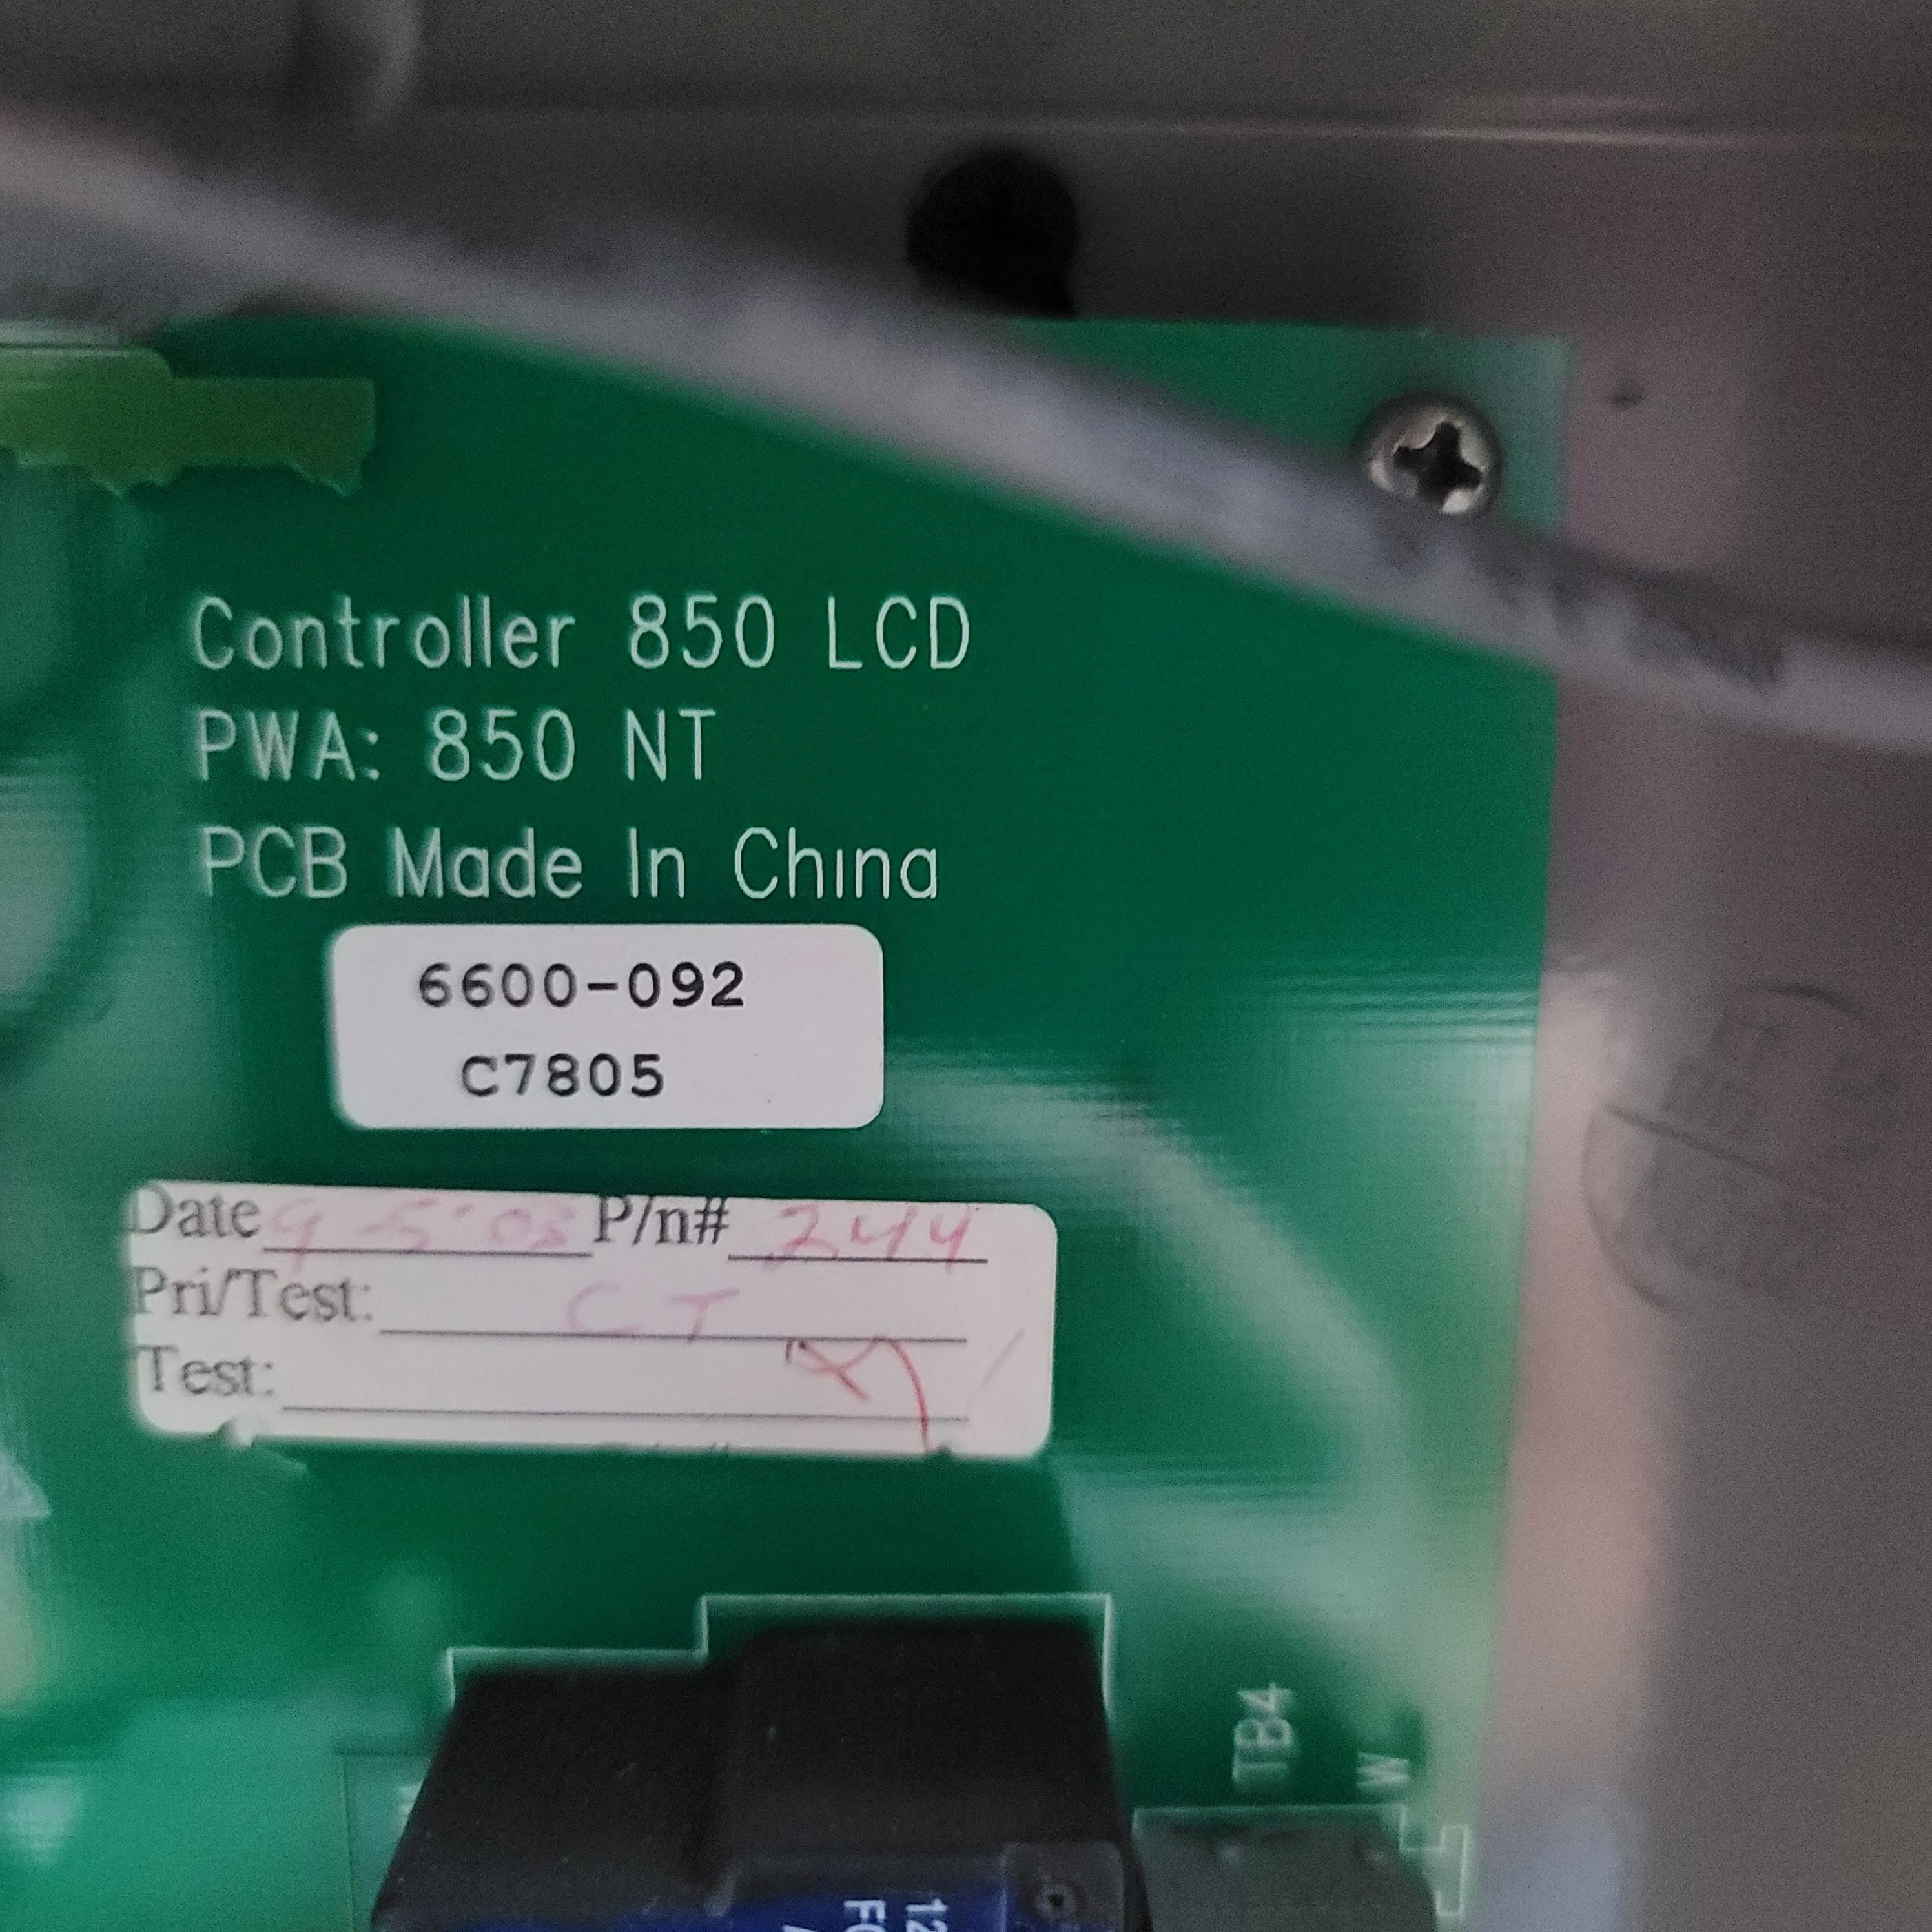 Controller 850 LCD
PWA: 850 NT
PCB Made In China
6600-092
C7805
Date 9-5-03 P/n# 244
Pri/Test: CT
Test:
TB4
W
12